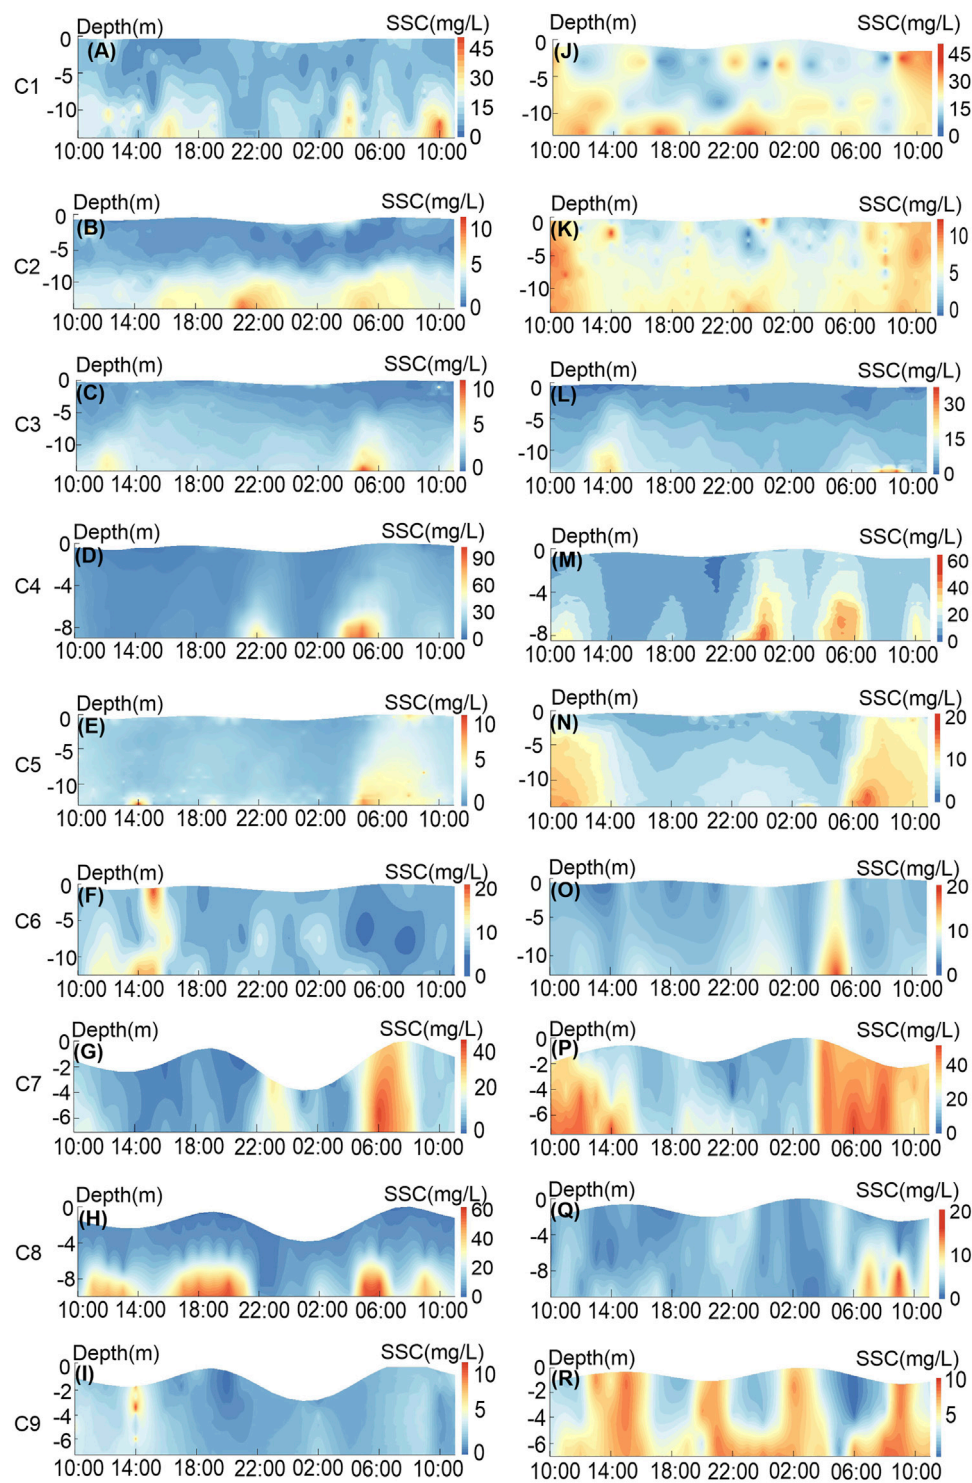 Depth(m) SSC(mg/L) Depth(m) SSC(mg/L)
C1 (A) 0 -5 -10 45 30 15 0 (J) 0 -5 -10 45 30 15 0
10:00 14:00 18:00 22:00 02:00 06:00 10:00 10:00 14:00 18:00 22:00 02:00 06:00 10:00
Depth(m) SSC(mg/L) Depth(m) SSC(mg/L)
C2 (B) 0 -5 -10 10 5 0 (K) 0 -5 -10 10 5 0
10:00 14:00 18:00 22:00 02:00 06:00 10:00 10:00 14:00 18:00 22:00 02:00 06:00 10:00
Depth(m) SSC(mg/L) Depth(m) SSC(mg/L)
C3 (C) 0 -5 -10 10 5 0 (L) 0 -5 -10 30 15 0
10:00 14:00 18:00 22:00 02:00 06:00 10:00 10:00 14:00 18:00 22:00 02:00 06:00 10:00
Depth(m) SSC(mg/L) Depth(m) SSC(mg/L)
C4 (D) 0 -4 -8 90 60 30 0 (M) 0 -4 -8 60 40 20 0
10:00 14:00 18:00 22:00 02:00 06:00 10:00 10:00 14:00 18:00 22:00 02:00 06:00 10:00
Depth(m) SSC(mg/L) Depth(m) SSC(mg/L)
C5 (E) 0 -5 -10 10 5 0 (N) 0 -5 -10 20 10 0
10:00 14:00 18:00 22:00 02:00 06:00 10:00 10:00 14:00 18:00 22:00 02:00 06:00 10:00
Depth(m) SSC(mg/L) Depth(m) SSC(mg/L)
C6 (F) 0 -5 -10 20 10 0 (O) 0 -5 -10 20 10 0
10:00 14:00 18:00 22:00 02:00 06:00 10:00 10:00 14:00 18:00 22:00 02:00 06:00 10:00
Depth(m) SSC(mg/L) Depth(m) SSC(mg/L)
C7 (G) 0 -2 -4 -6 40 20 0 (P) 0 -2 -4 -6 40 20 0
10:00 14:00 18:00 22:00 02:00 06:00 10:00 10:00 14:00 18:00 22:00 02:00 06:00 10:00
Depth(m) SSC(mg/L) Depth(m) SSC(mg/L)
C8 (H) 0 -4 -8 60 40 20 0 (Q) 0 -4 -8 20 10 0
10:00 14:00 18:00 22:00 02:00 06:00 10:00 10:00 14:00 18:00 22:00 02:00 06:00 10:00
Depth(m) SSC(mg/L) Depth(m) SSC(mg/L)
C9 (I) 0 -2 -4 -6 10 5 0 (R) 0 -2 -4 -6 10 5 0
10:00 14:00 18:00 22:00 02:00 06:00 10:00 10:00 14:00 18:00 22:00 02:00 06:00 10:00